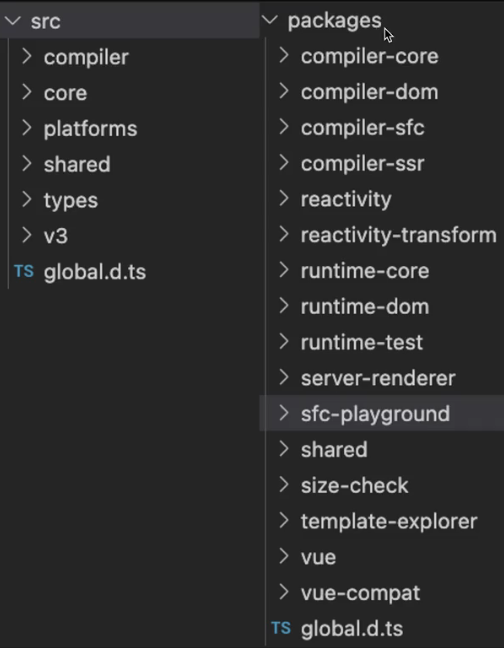 src
compiler
core
platforms
shared
types
v3
TS global.d.ts
packages
compiler-core
compiler-dom
compiler-sfc
compiler-ssr
reactivity
reactivity-transform
runtime-core
runtime-dom
runtime-test
server-renderer
sfc-playground
shared
size-check
template-explorer
vue
vue-compat
TS global.d.ts